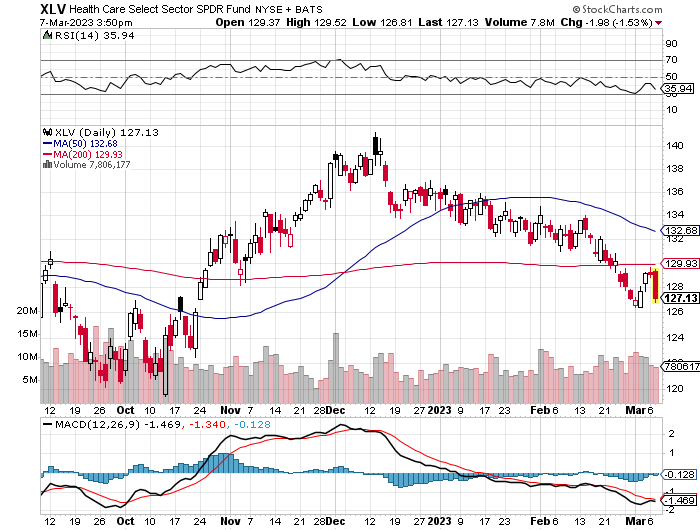 XLV Health Care Select Sector SPDR Fund NYSE + BATS © StockCharts.com
7-Mar-2023 3:50pm Open 129.37 High 129.52 Low 126.81 Last 127.13 Volume 7.8M Chg -1.98 (-1.53%)
RSI(14) 35.94
90
70
50
35.94
30
10
XLV (Daily) 127.13
MA(50) 132.68
MA(200) 129.93
Volume 7,806,177
140
138
136
134
132.68
132
129.93
128
127.13
126
124
122
120
20M
15M
10M
5M
780617
12 19 26 Oct 10 17 24 Nov 7 14 21 28 Dec 12 19 27 2023 9 17 23 Feb 6 13 21 Mar 6
MACD(12,26,9) -1.469, -1.340, -0.128
2
1
-0.128
-1.469
12 19 26 Oct 10 17 24 Nov 7 14 21 28 Dec 12 19 27 2023 9 17 23 Feb 6 13 21 Mar 6